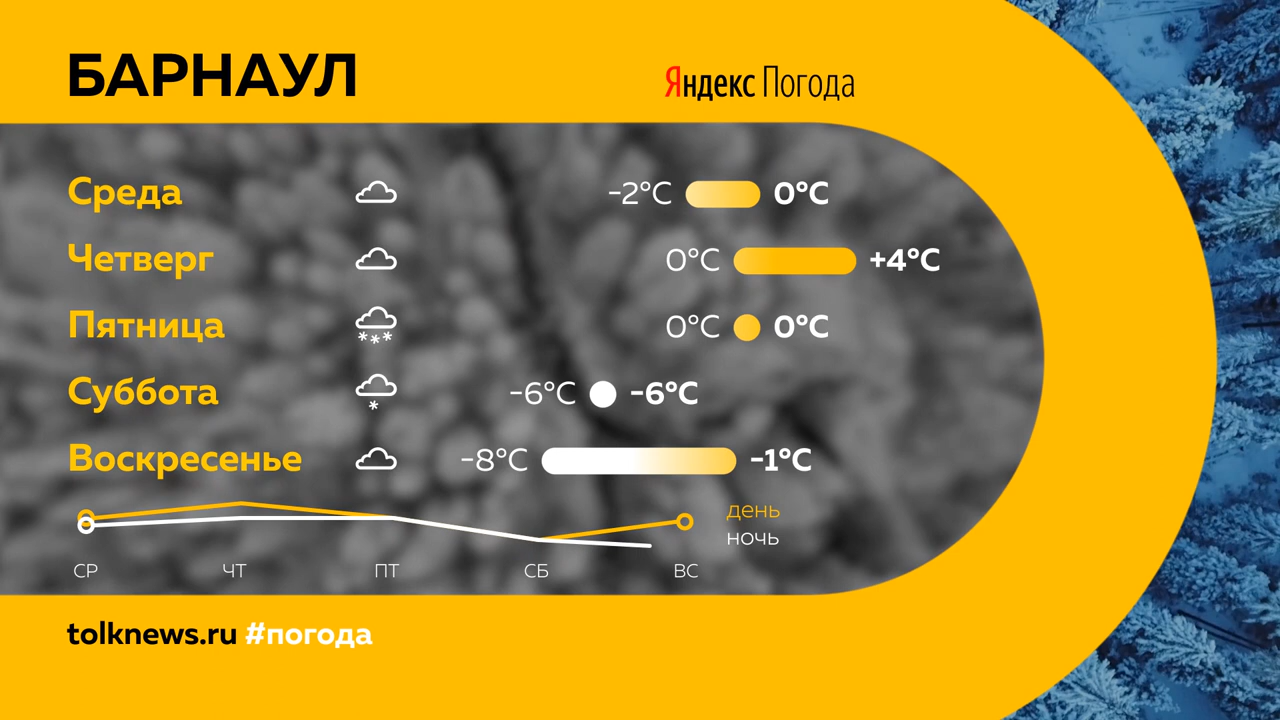 БАРНАУЛ
Яндекс Погода
Среда -2°C 0°C
Четверг 0°C +4°C
Пятница 0°C 0°C
Суббота -6°C -6°C
Воскресенье -8°C -1°C
день
ночь
СР ЧТ ПТ СБ ВС
tolknews.ru #погода